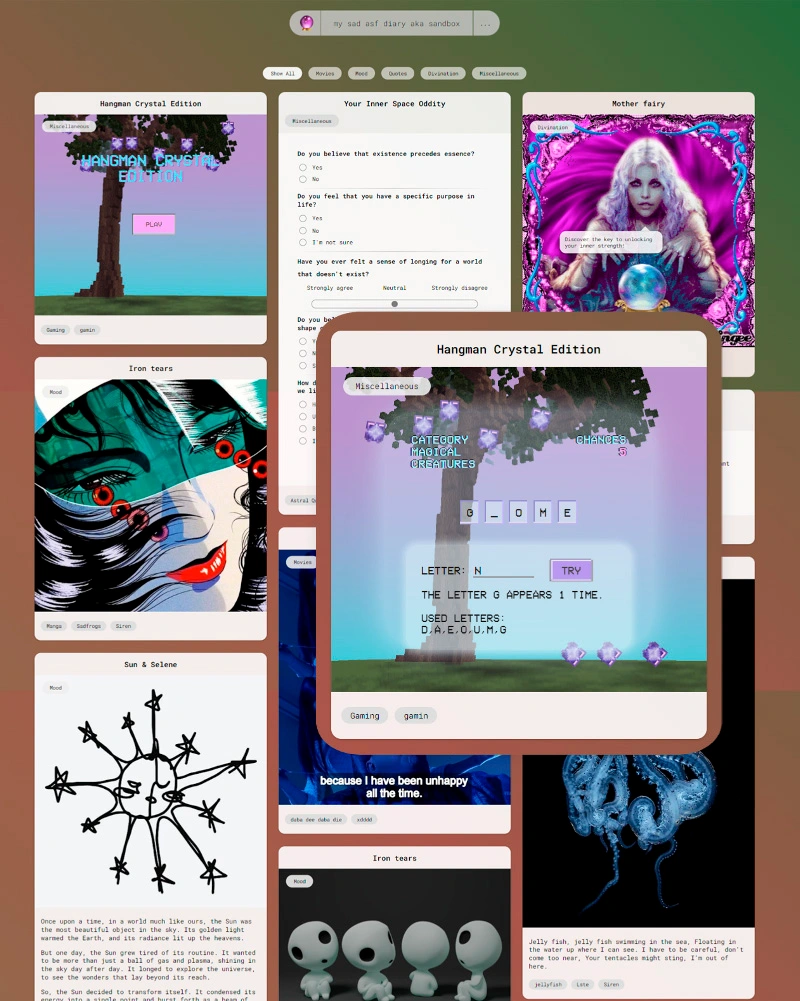 my sad asf diary aka sandbox
...
Show All
Movies
Mood
Quotes
Divination
Miscellaneous
Hangman Crystal Edition
Miscellaneous
HANGMAN CRYSTAL
EDITION
PLAY
Gaming
gamin
Iron tears
Mood
Manga
Sadfrogs
Siren
Sun & Selene
Mood
Once upon a time, in a world much like ours, the Sun was
the most beautiful object in the sky. Its golden light
warmed the Earth, and its radiance lit up the heavens.
But one day, the Sun grew tired of its routine. It wanted
to be more than just a ball of gas and plasma, shining in
the sky day after day. It longed to explore the universe,
to see the wonders that lay beyond its reach.
So, the Sun decided to transform itself. It condensed its
energy into a single point and burst forth as a beam of
Your Inner Space Oddity
Miscellaneous
Do you believe that existence precedes essence?
Yes
No
Do you feel that you have a specific purpose in
life?
Yes
No
I'm not sure
Have you ever felt a sense of longing for a world
that doesn't exist?
Strongly agree
Neutral
Strongly disagree
shape
we li
Movies
because I have been unhappy
all the time.
daba dee daba die
xdddd
Iron tears
Mood
Mother fairy
Divination
Discover the key to unlocking
your inner strength:
Hangman Crystal Edition
Miscellaneous
CATEGORY
MAGICAL
CREATURES
CHANCES
5
G _ O M E
LETTER: N
TRY
THE LETTER G APPEARS 1 TIME.
USED LETTERS:
D,A,E,O,U,M,G
Gaming
gamin
Jelly fish, jelly fish swimming in the sea, Floating in
the water up where I can see. I have to be careful, don't
come too near, Your tentacles might sting, I'm out of
here.
jellyfish
Lote
Siren